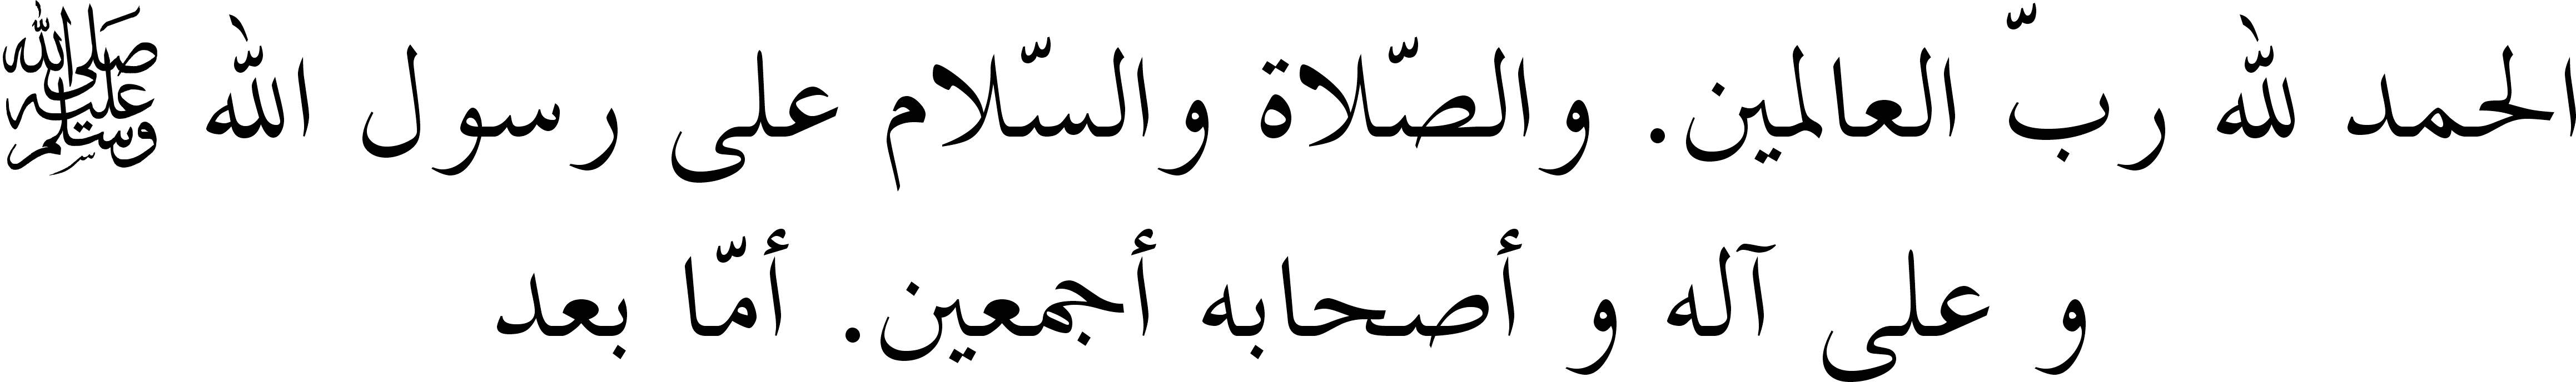 الحمد لله ربّ العالمين. والصّلاة والسّلام على رسول الله ﷺ
و على آله و أصحابه أجمعين. أمّا بعد